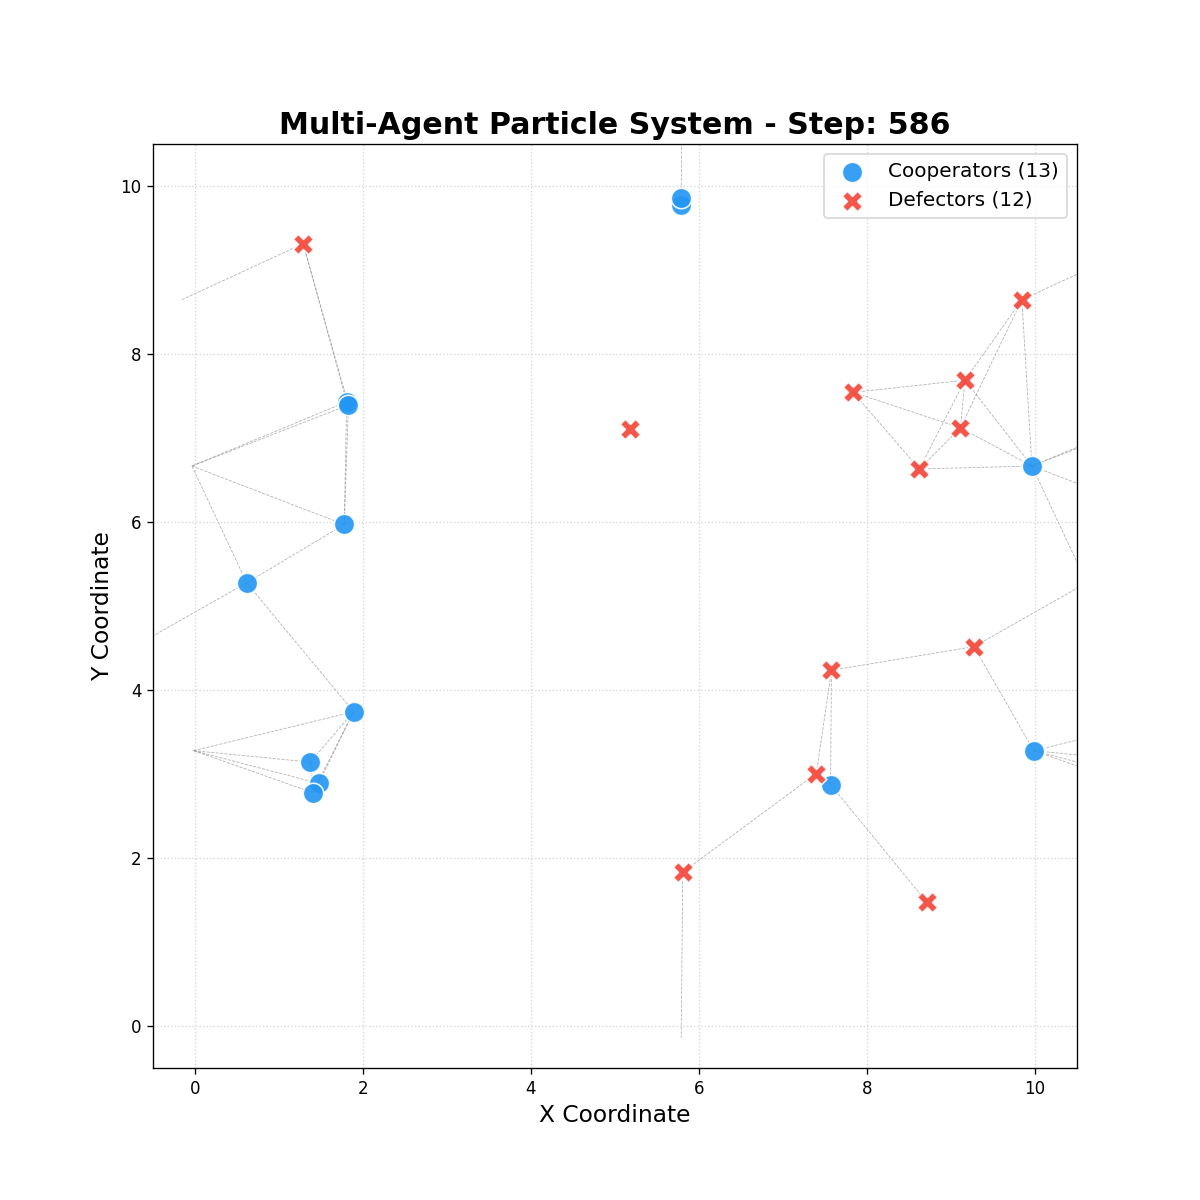 Multi-Agent Particle System - Step: 586
Cooperators (13)
Defectors (12)
Y Coordinate
10
8
6
4
2
0
0 2 4 6 8 10
X Coordinate